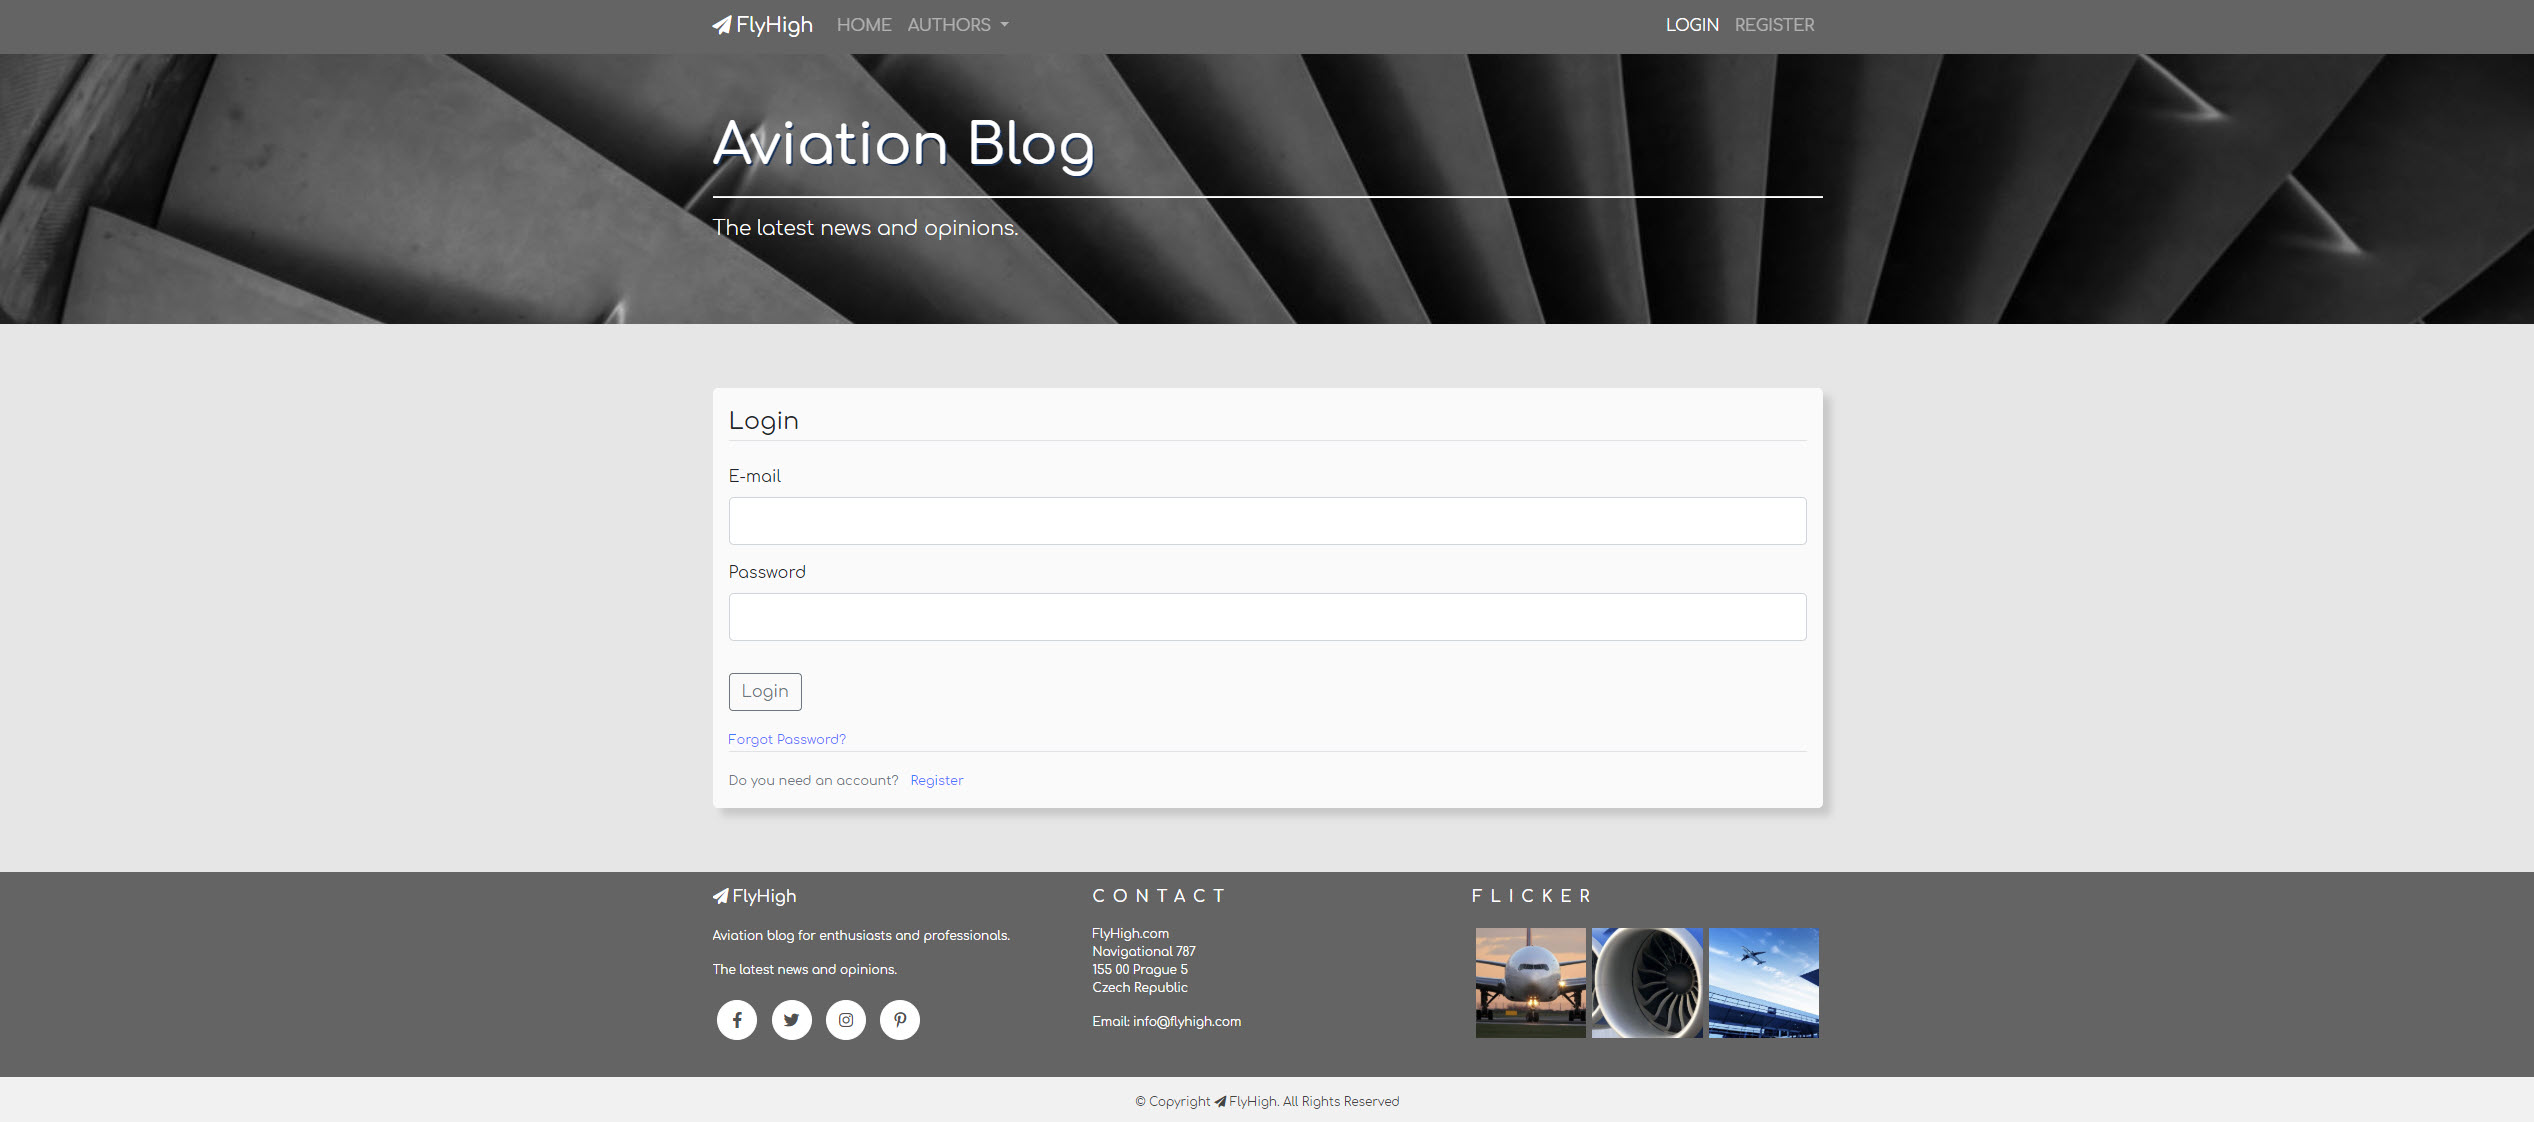 FlyHigh HOME AUTHORS LOGIN REGISTER
Aviation Blog
The latest news and opinions.
Login
E-mail
Password
Login
Forgot Password?
Do you need an account? Register
FlyHigh
Aviation blog for enthusiasts and professionals.
The latest news and opinions.
CONTACT
FlyHigh.com
Navigational 787
155 00 Prague 5
Czech Republic
Email: info@flyhigh.com
FLICKER
© Copyright FlyHigh. All Rights Reserved